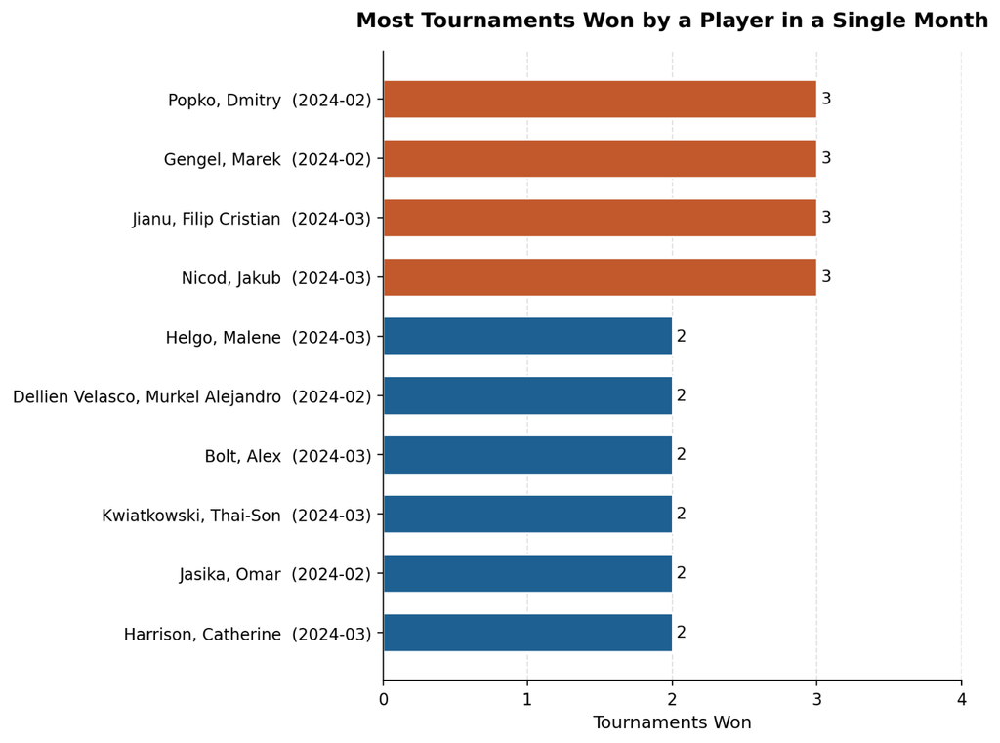 Most Tournaments Won by a Player in a Single Month
Popko, Dmitry (2024-02)
3
Gengel, Marek (2024-02)
3
Jianu, Filip Cristian (2024-03)
3
Nicod, Jakub (2024-03)
3
Helgo, Malene (2024-03)
2
Dellien Velasco, Murkel Alejandro (2024-02)
2
Bolt, Alex (2024-03)
2
Kwiatkowski, Thai-Son (2024-03)
2
Jasika, Omar (2024-02)
2
Harrison, Catherine (2024-03)
2
0 1 2 3 4
Tournaments Won